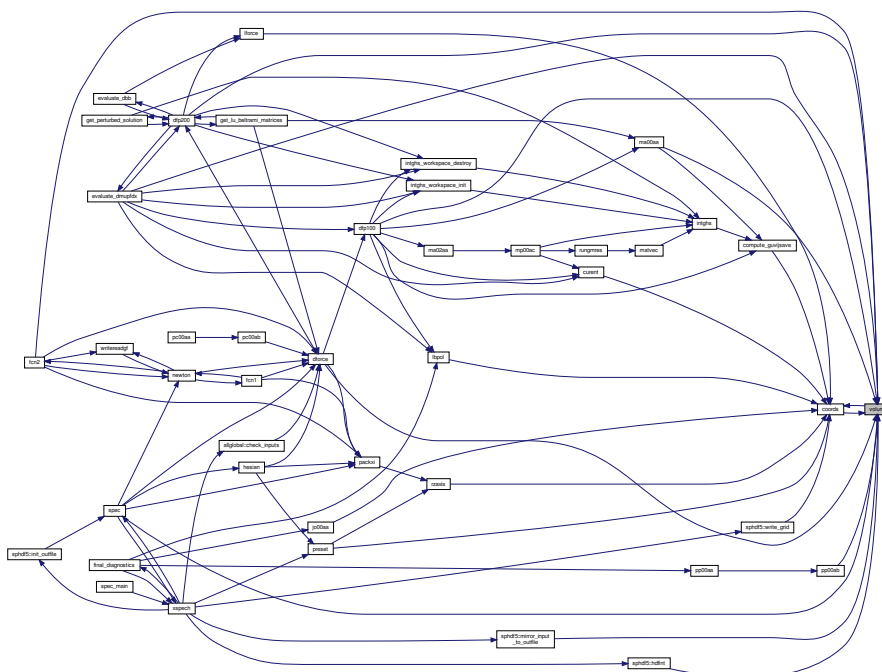 lforce
evaluate_dbb
get_perturbed_solution
dfp200
get_lu_beltrami_matrices
ma00aa
intghs_workspace_destroy
intghs_workspace_init
evaluate_dmupfdx
intghs
dfp100
compute_guvijsave
ma02aa
mp00ac
rungmres
matvec
curent
pc00aa
pc00ab
writereadgf
dforce
lbpol
fcn2
newton
fcn1
coords
allglobal::check_inputs
packxi
hesian
rzaxis
spec
jo00aa
sphdf5::write_grid
preset
sphdf5::init_outfile
final_diagnostics
pp00aa
pp00ab
spec_main
xspech
sphdf5::mirror_input
_to_outfile
sphdf5::hdfint